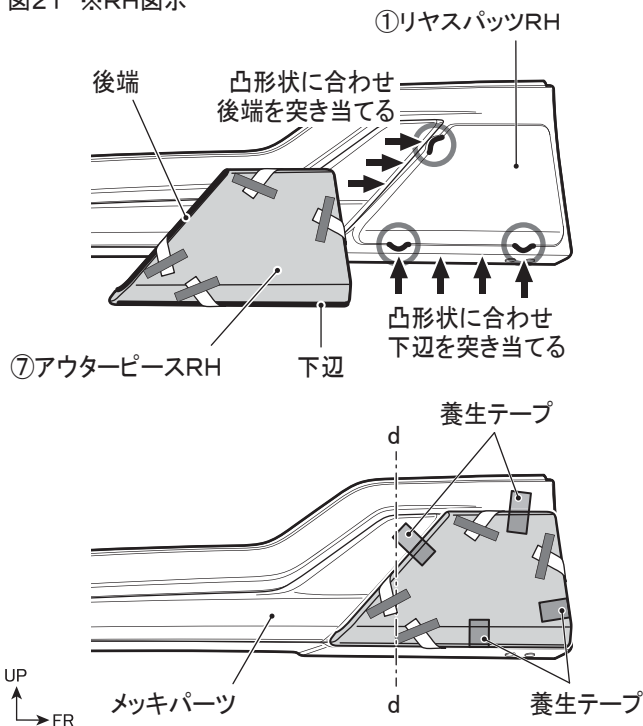 図21 ※RH図示
①リヤスパッツRH
後端
凸形状に合わせ
後端を突き当てる
凸形状に合わせ
下辺を突き当てる
⑦アウターピースRH
下辺
養生テープ
d
UP
FR
メッキパーツ
d
養生テープ